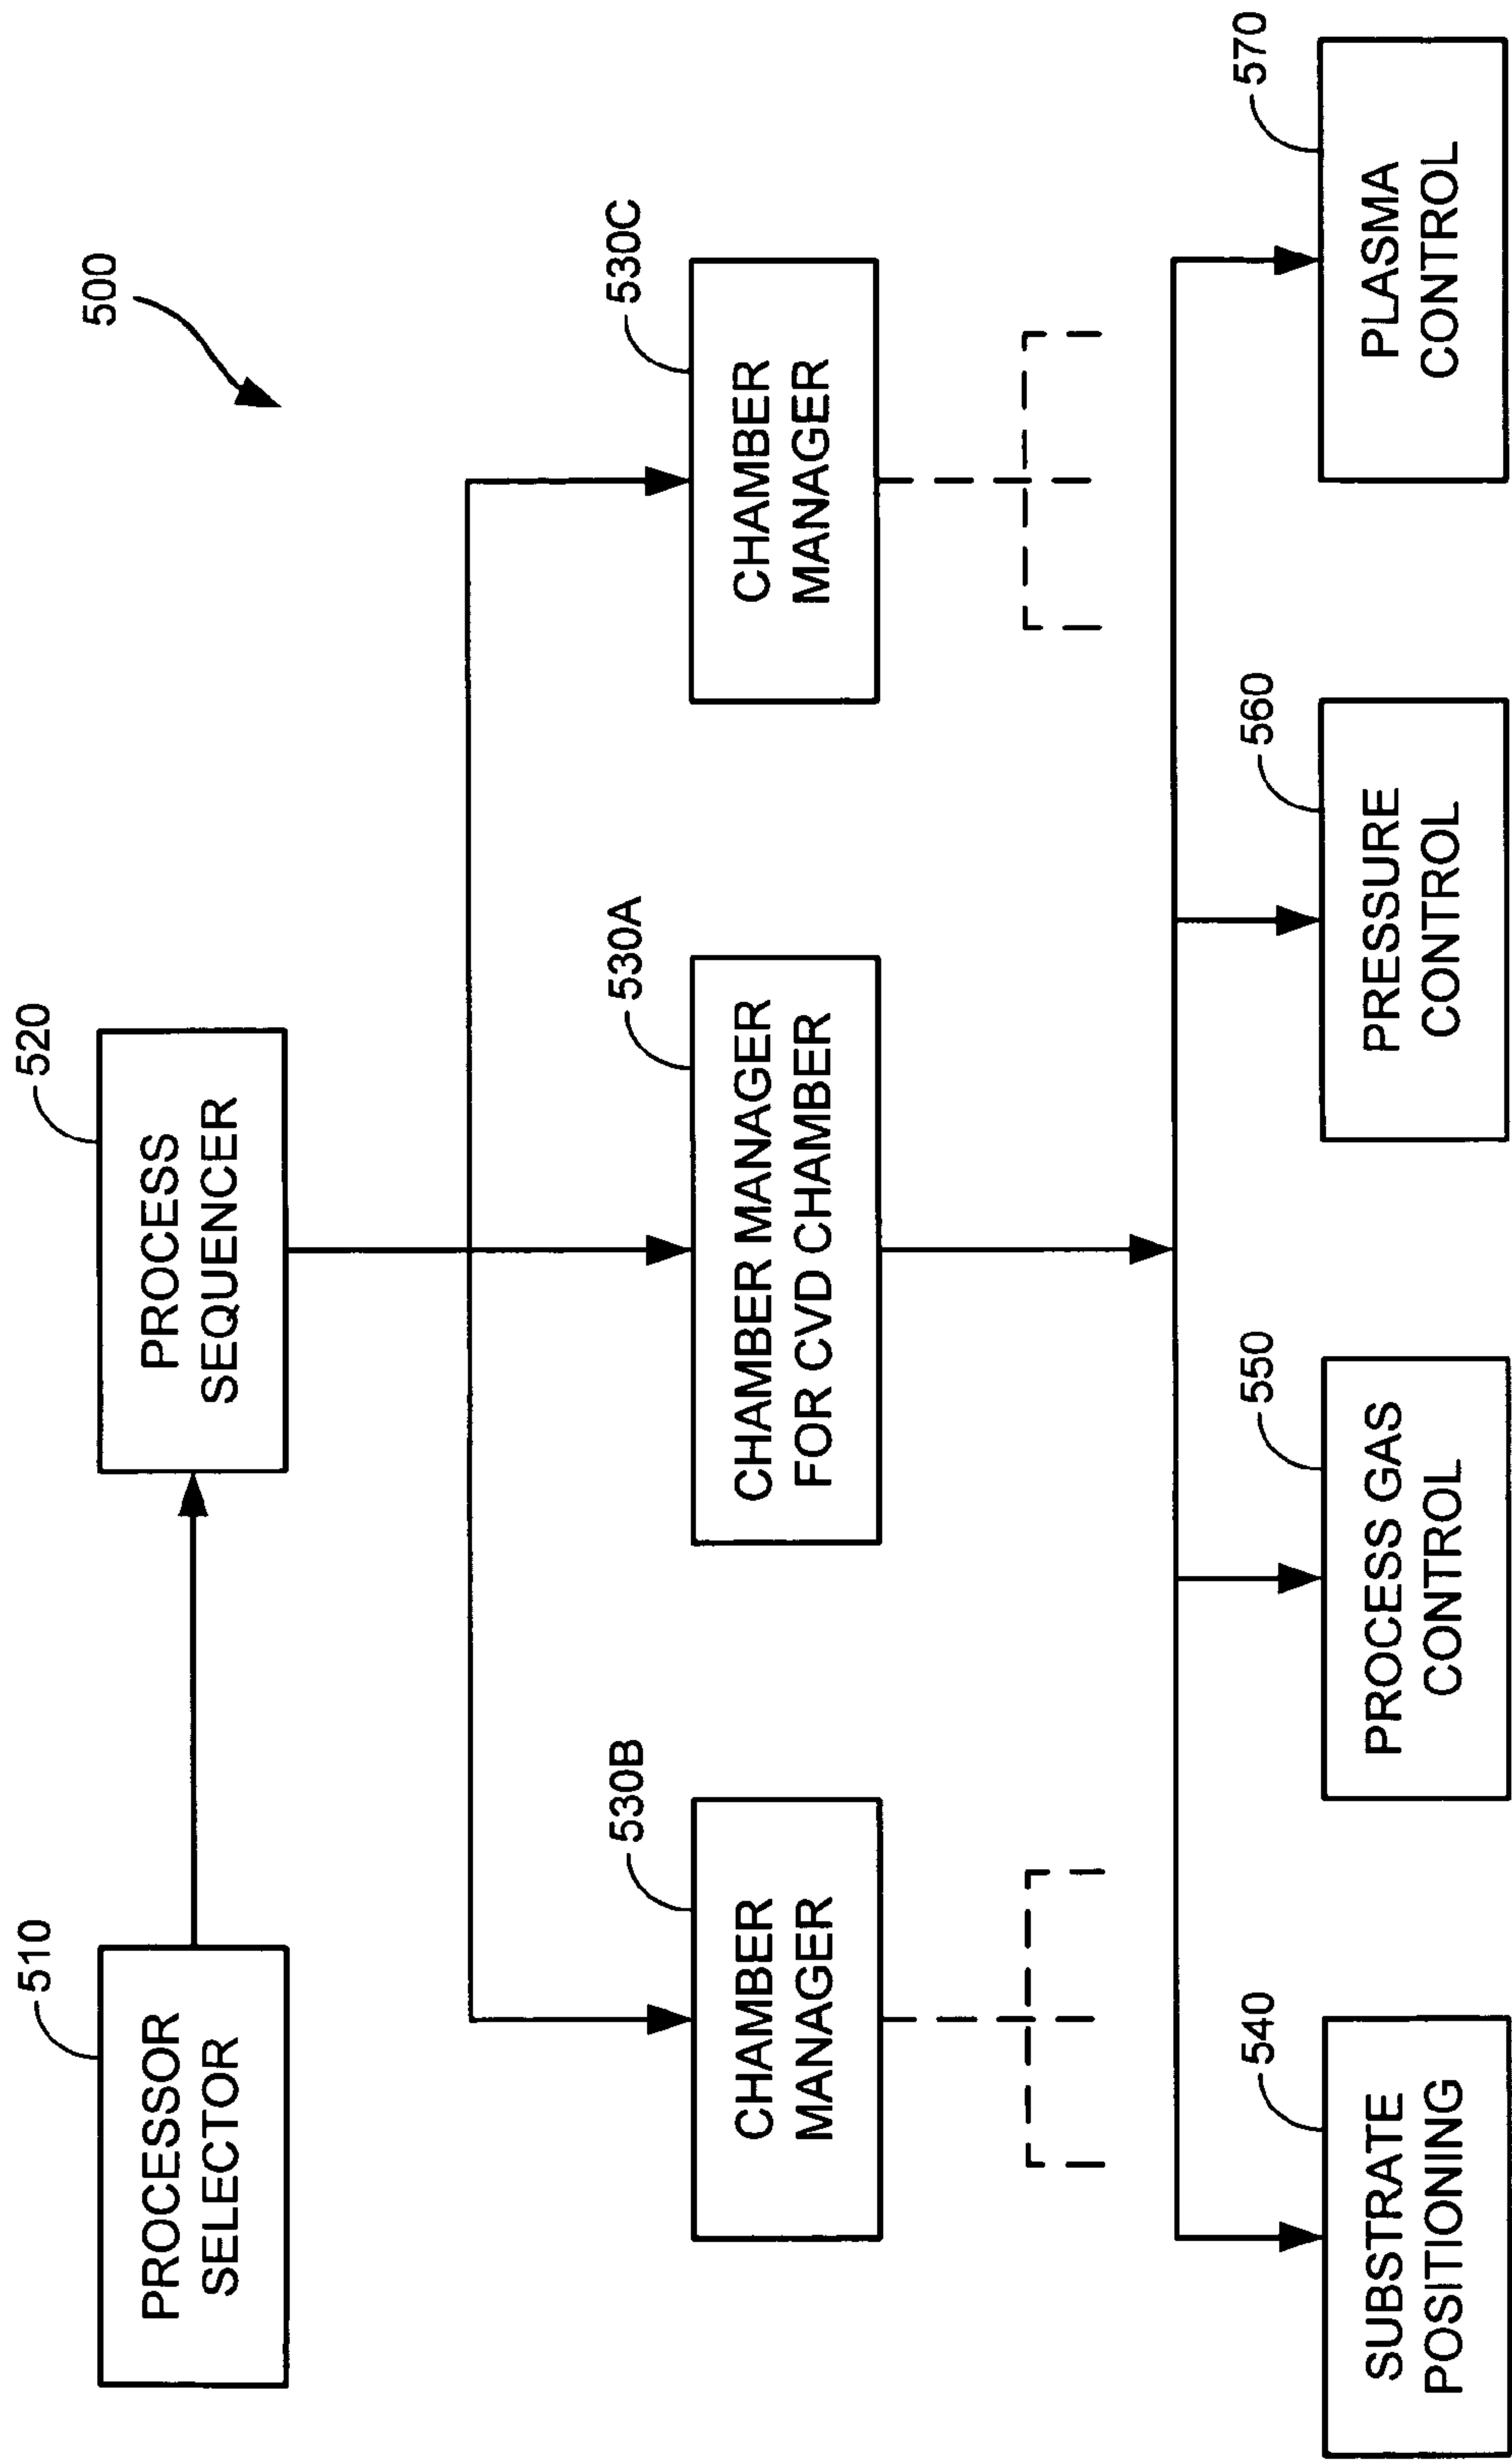 500
510
PROCESSOR
SELECTOR
520
PROCESS
SEQUENCER
530B
CHAMBER
MANAGER
530A
CHAMBER MANAGER
FOR CVD CHAMBER
530C
CHAMBER
MANAGER
540
SUBSTRATE
POSITIONING
550
PROCESS GAS
CONTROL
560
PRESSURE
CONTROL
570
PLASMA
CONTROL